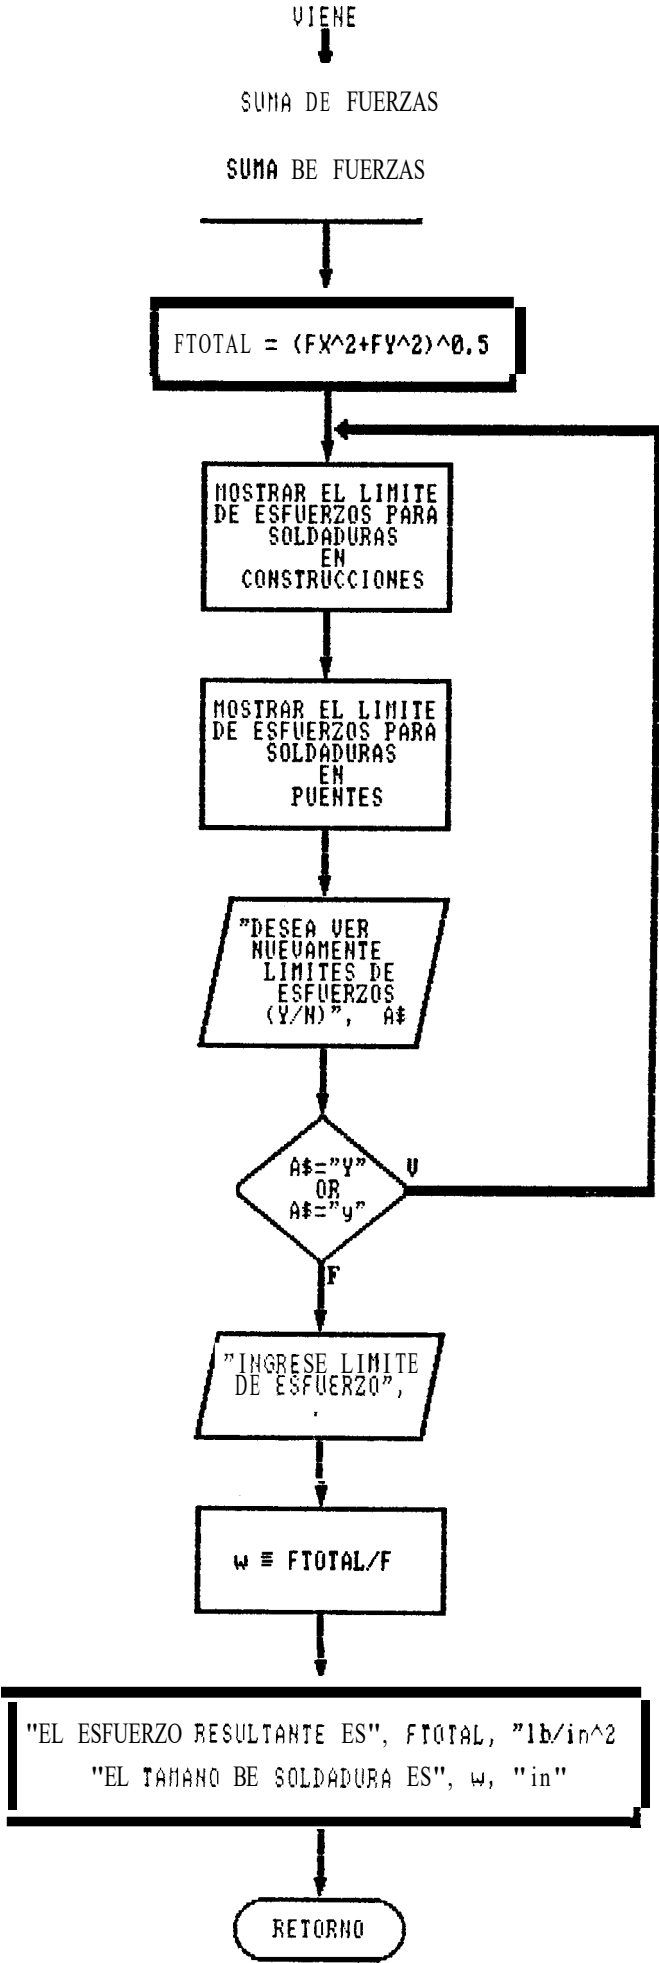 VIENE
SUMA DE FUERZAS
SUMA BE FUERZAS
FTOTAL = (FX^2+FY^2)^0.5
MOSTRAR EL LIMITE
DE ESFUERZOS PARA
SOLDADURAS
EN
CONSTRUCCIONES
MOSTRAR EL LIMITE
DE ESFUERZOS PARA
SOLDADURAS
EN
PUENTES
"DESEA VER
NUEVAMENTE
LIMITES DE
ESFUERZOS
(Y/N)", A$
A$="Y"
OR
A$="y"
V
F
"INGRESE LIMITE
DE ESFUERZO",
w = FTOTAL/F
"EL ESFUERZO RESULTANTE ES", FTOTAL, "lb/in^2
"EL TAMANO BE SOLDADURA ES", w, "in"
RETORNO